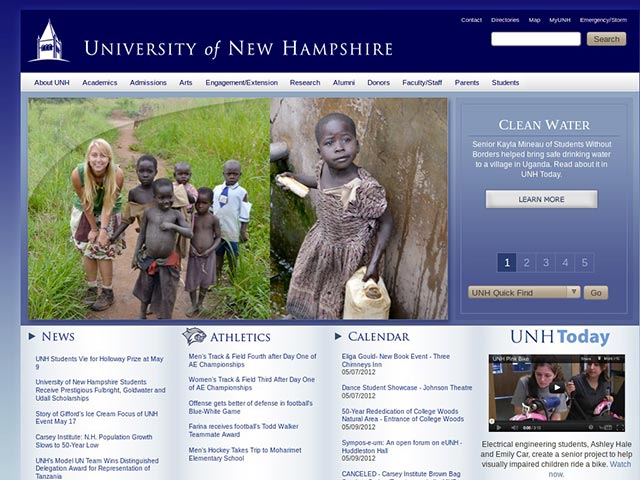 Contact Directories Map MyUNH Emergency/Storm
UNIVERSITY of NEW HAMPSHIRE
Search
About UNH Academics Admissions Arts Engagement/Extension Research Alumni Donors Faculty/Staff Parents Students
CLEAN WATER
Senior Kayla Mineau of Students Without
Borders helped bring safe drinking water
to a village in Uganda. Read about it in
UNH Today.
LEARN MORE
1 2 3 4 5
UNH Quick Find Go
NEWS
UNH Students Vie for Holloway Prize at May
9
University of New Hampshire Students
Receive Prestigious Fulbright, Goldwater and
Udall Scholarships
Story of Gifford's Ice Cream Focus of UNH
Event May 17
Carsey Institute: N.H. Population Growth
Slows to 50-Year Low
UNH's Model UN Team Wins Distinguished
Delegation Award for Representation of
Tanzania
ATHLETICS
Men's Track & Field Fourth after Day One of
AE Championships
Women's Track & Field Third After Day One
of AE Championships
Offense gets better of defense in football's
Blue-White Game
Farina receives football's Todd Walker
Teammate Award
Men's Hockey Takes Trip to Moharimet
Elementary School
CALENDAR
Eliga Gould- New Book Event - Three
Chimneys Inn
05/07/2012
Dance Student Showcase - Johnson Theatre
05/07/2012
50-Year Rededication of College Woods
Natural Area - Entrance of College Woods
05/09/2012
Sympos-e-um: An open forum on eUNH -
Huddleston Hall
05/09/2012
CANCELED - Carsey Institute Brown Bag
UNH Today
UNH Pink Bike
Electrical engineering students, Ashley Hale
and Emily Car, create a senior project to help
visually impaired children ride a bike. Watch
now.